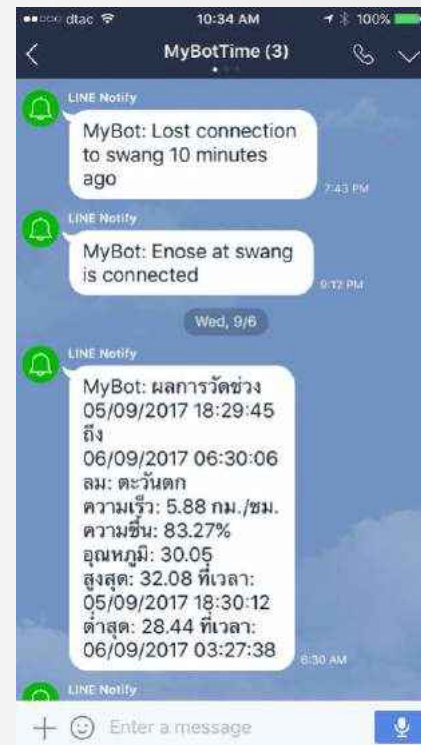 dtac 10:34 AM 100%
MyBotTime (3)
LINE Notify
MyBot: Lost connection
to swang 10 minutes
ago
7:43 PM
LINE Notify
MyBot: Enose at swang
is connected
9:12 PM
Wed, 9/6
LINE Notify
MyBot: ผลการวัดช่วง
05/09/2017 18:29:45
ถึง
06/09/2017 06:30:06
ลม: ตะวันตก
ความเร็ว: 5.88 กม./ชม.
ความชื้น: 83.27%
อุณหภูมิ: 30.05
สูงสุด: 32.08 ที่เวลา:
05/09/2017 18:30:12
ต่ำสุด: 28.44 ที่เวลา:
06/09/2017 03:27:38
6:30 AM
LINE Notify
Enter a message